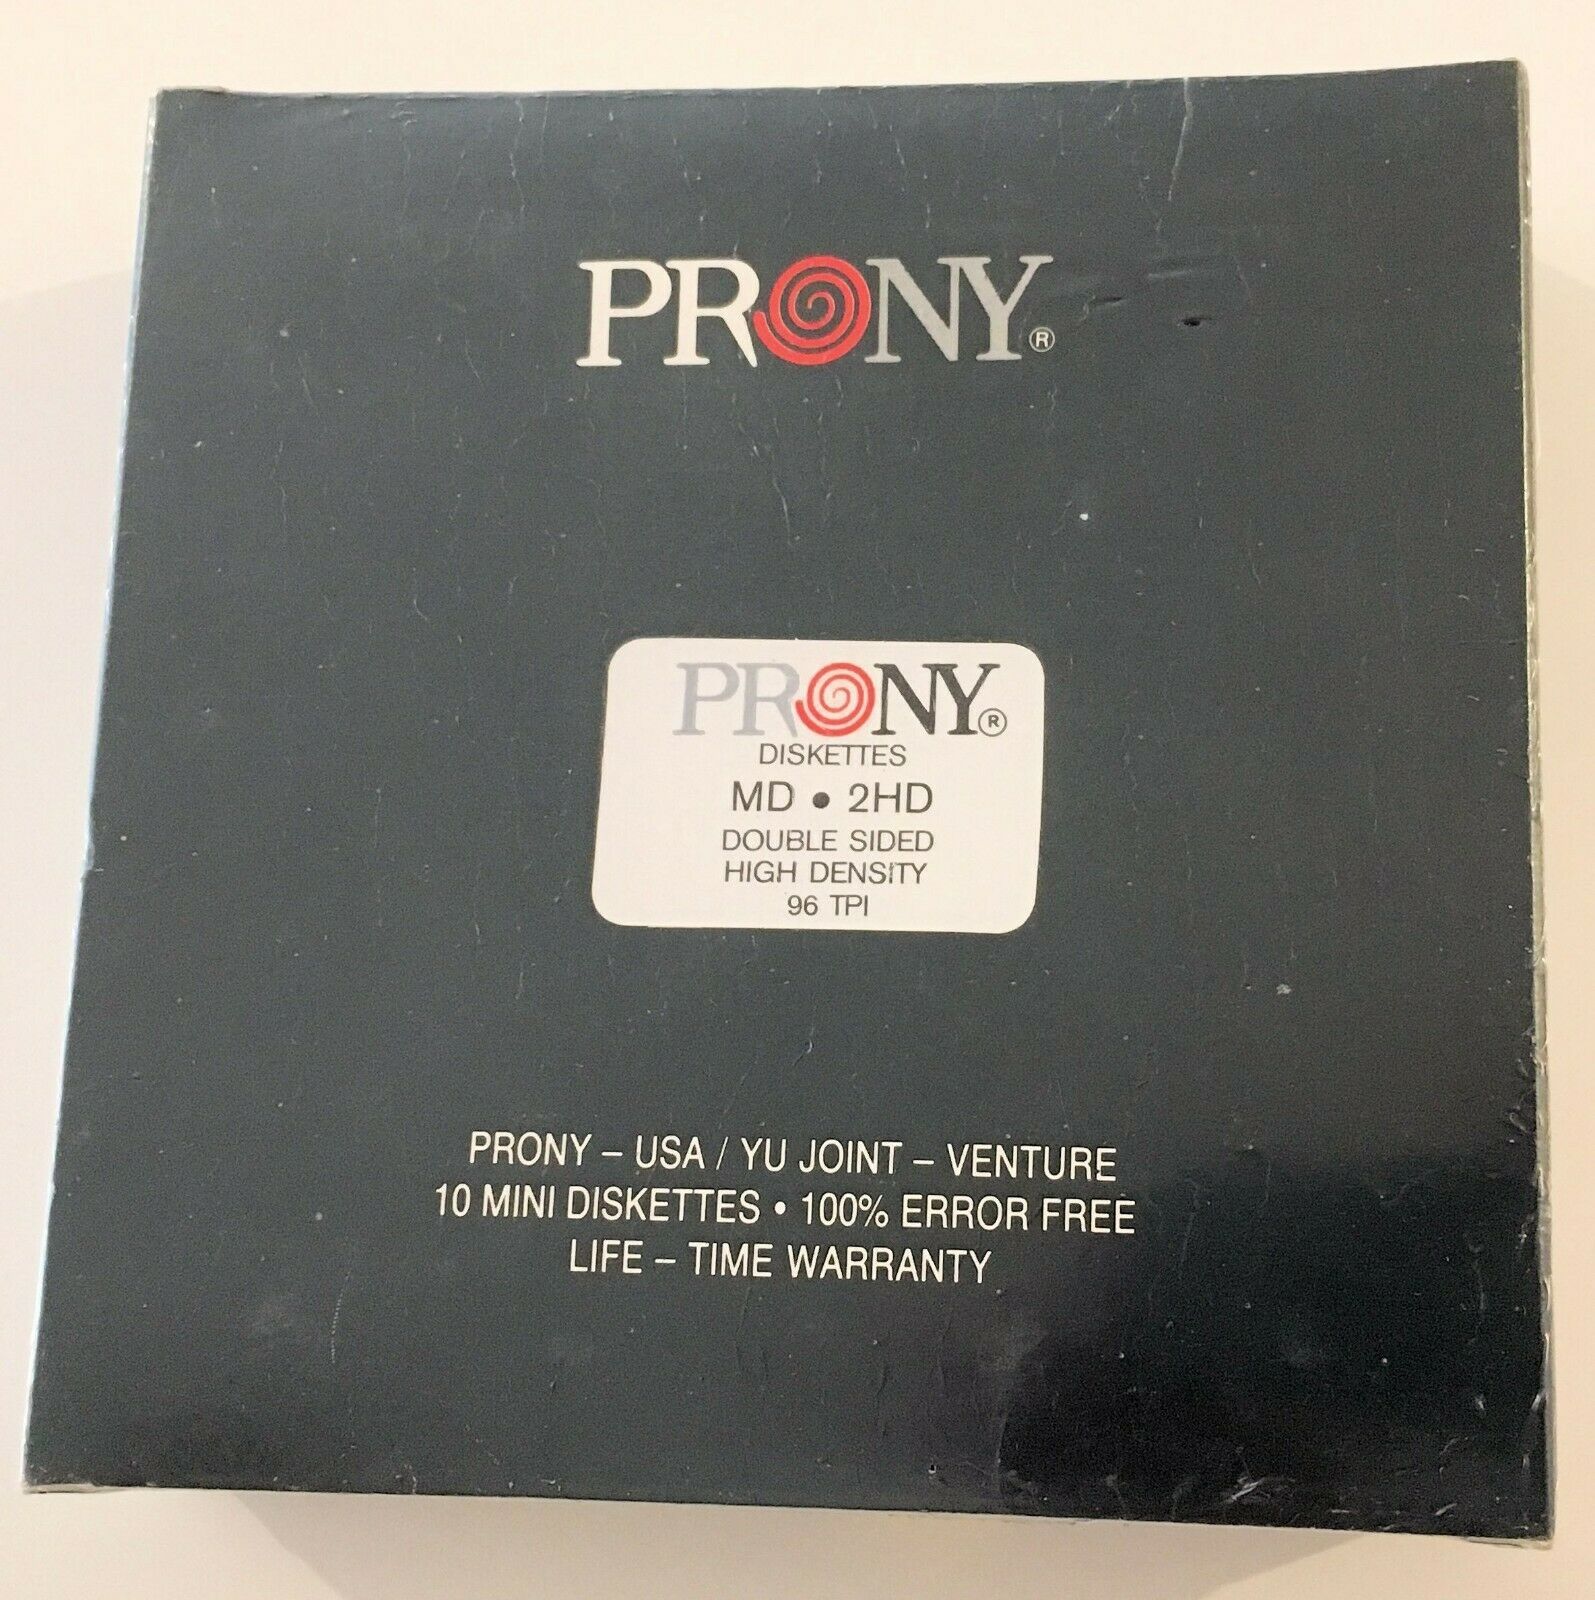 PRONY®
PRONY®
DISKETTES
MD • 2HD
DOUBLE SIDED
HIGH DENSITY
96 TPI
PRONY – USA / YU JOINT – VENTURE
10 MINI DISKETTES • 100% ERROR FREE
LIFE – TIME WARRANTY